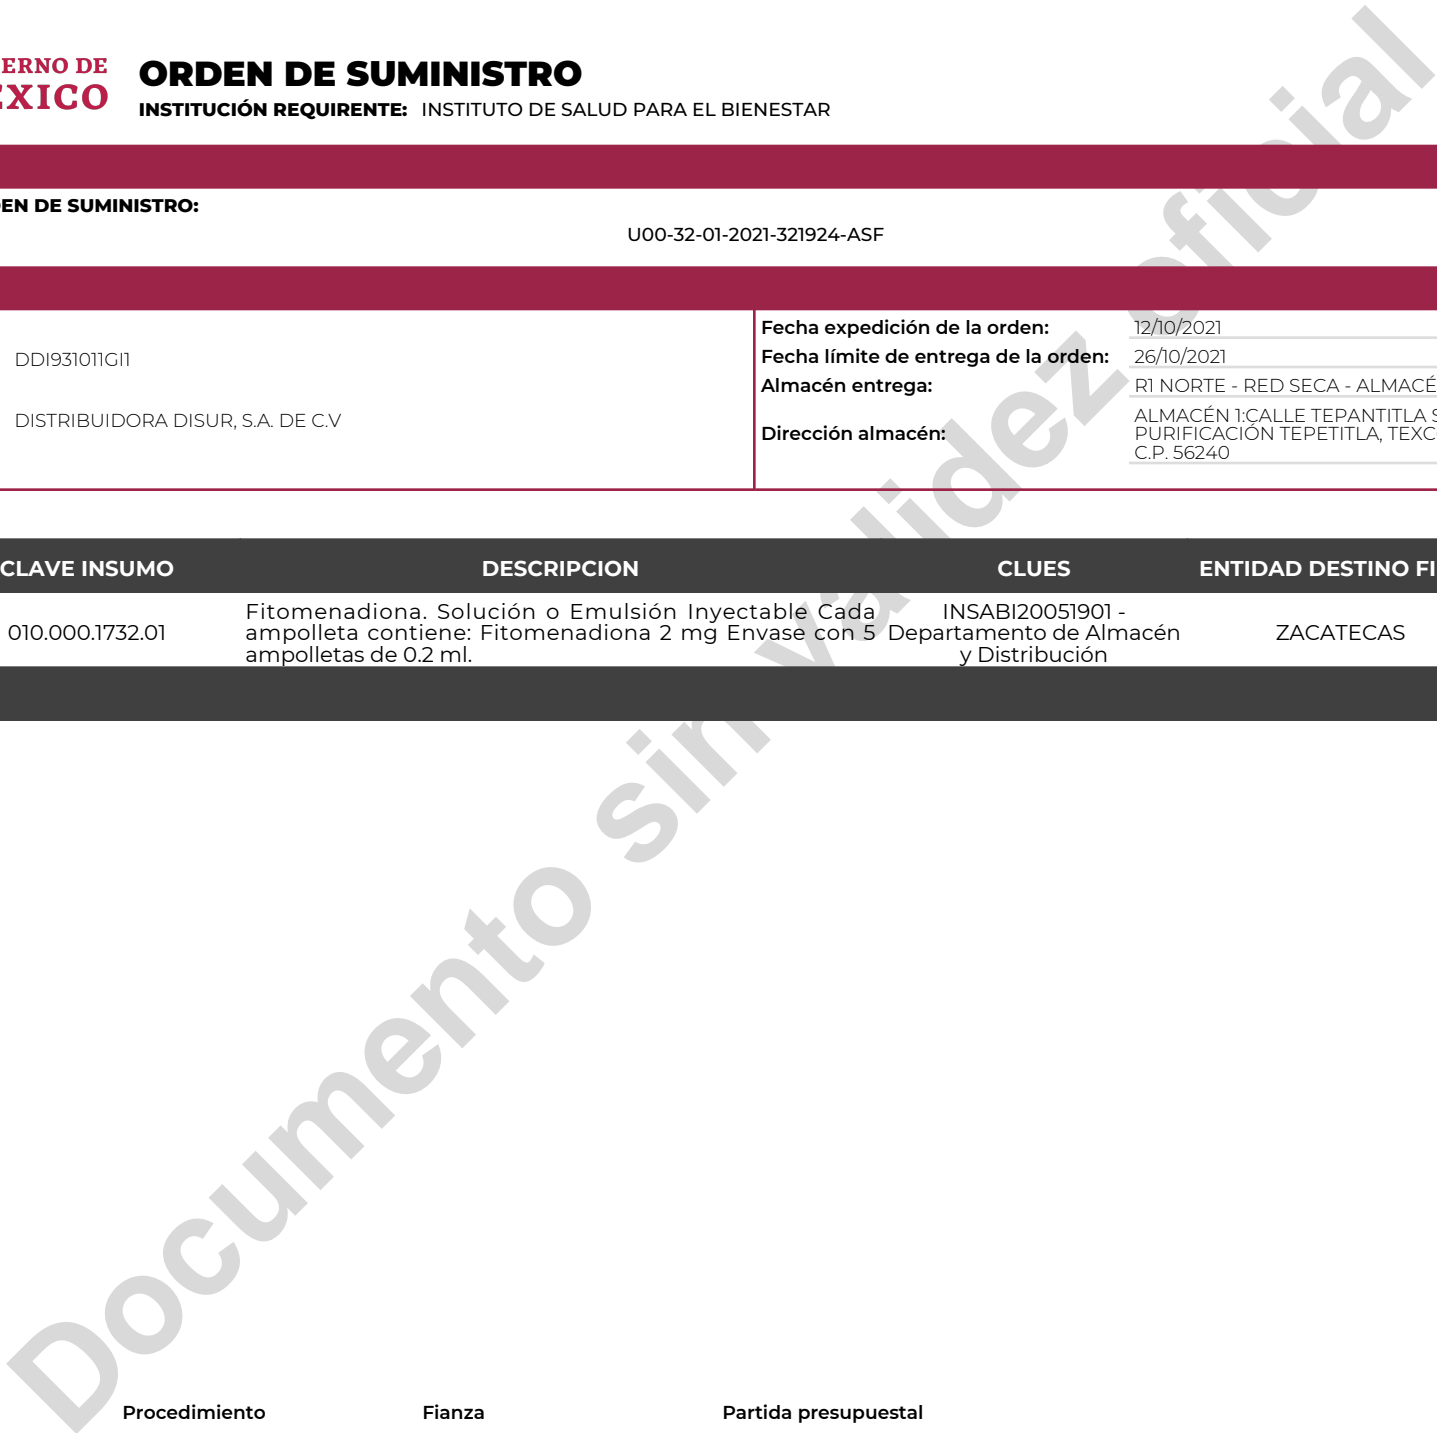 ERNO DE
XICO
ORDEN DE SUMINISTRO
INSTITUCIÓN REQUIRENTE: INSTITUTO DE SALUD PARA EL BIENESTAR
EN DE SUMINISTRO:
U00-32-01-2021-321924-ASF
DDI931011GI1
DISTRIBUIDORA DISUR, S.A. DE C.V
Fecha expedición de la orden: 12/10/2021
Fecha límite de entrega de la orden: 26/10/2021
Almacén entrega: R1 NORTE - RED SECA - ALMACÉ
Dirección almacén: ALMACÉN 1:CALLE TEPANTITLA S
PURIFICACIÓN TEPETITLA, TEXC
C.P. 56240
CLAVE INSUMO DESCRIPCION CLUES ENTIDAD DESTINO FI
010.000.1732.01
Fitomenadiona. Solución o Emulsión Inyectable Cada
ampolleta contiene: Fitomenadiona 2 mg Envase con 5
ampolletas de 0.2 ml.
INSABI20051901 -
Departamento de Almacén
y Distribución
ZACATECAS
Documento sin validez oficial
Procedimiento Fianza Partida presupuestal